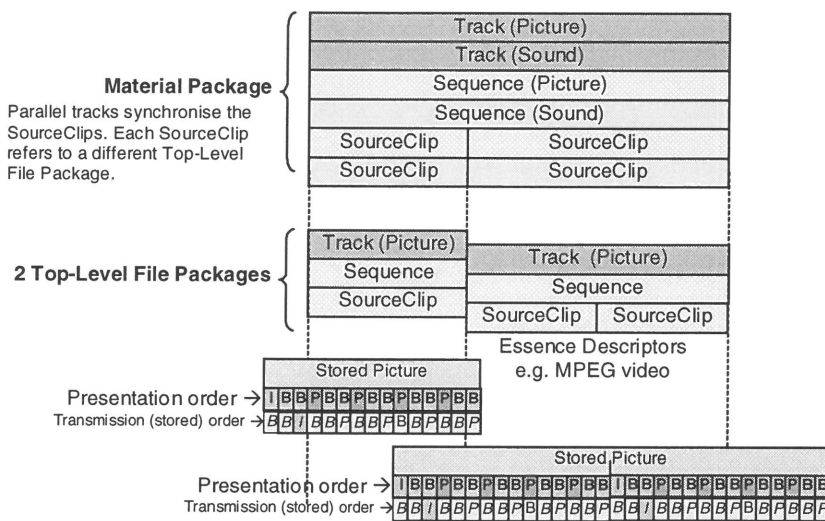 Track (Picture)
Track (Sound)
Material Package
Parallel tracks synchronise the
SourceClips. Each SourceClip
refers to a different Top-Level
File Package.
Sequence (Picture)
Sequence (Sound)
SourceClip SourceClip
SourceClip SourceClip
2 Top-Level File Packages
Track (Picture)
Sequence
SourceClip
Track (Picture)
Sequence
SourceClip SourceClip
Essence Descriptors
e.g. MPEG video
Stored Picture
Presentation order → I B B P B B P B B P B B P B B
Transmission (stored) order → B B I B B P B B P B B P B B P
Stored Picture
Presentation order → I B B P B B P B B P B B P B B I B B P B B P B B P B B P B B
Transmission (stored) order → B B I B B P B B P B B P B B P B B I B B P B B P B B P B B P